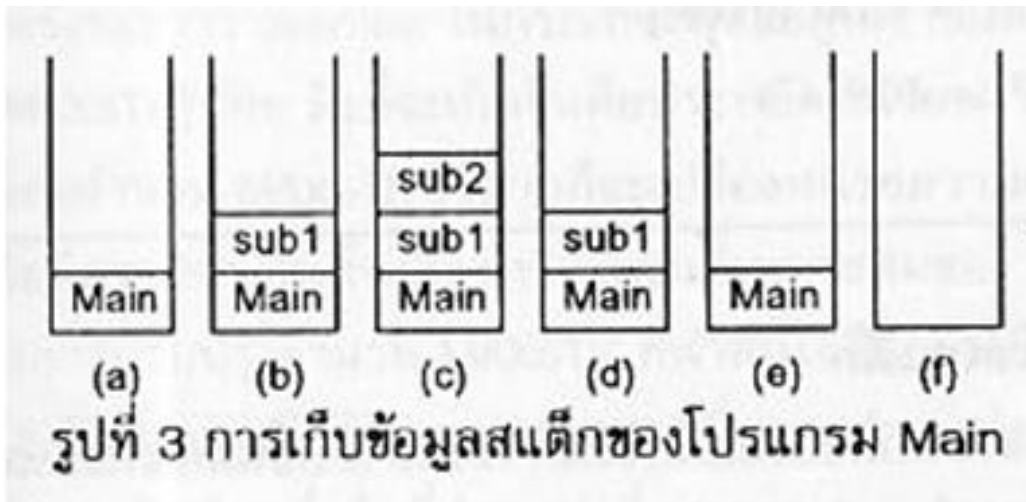 sub2
sub1 sub1 sub1
Main Main Main Main Main
(a) (b) (c) (d) (e) (f)
รูปที่ 3 การเก็บข้อมูลสแต็กของโปรแกรม Main